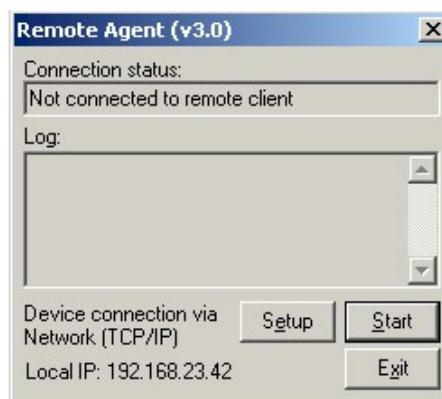 Remote Agent (v3.0)
Connection status:
Not connected to remote client
Log:
Device connection via
Network (TCP/IP)
Setup
Start
Local IP: 192.168.23.42
Exit